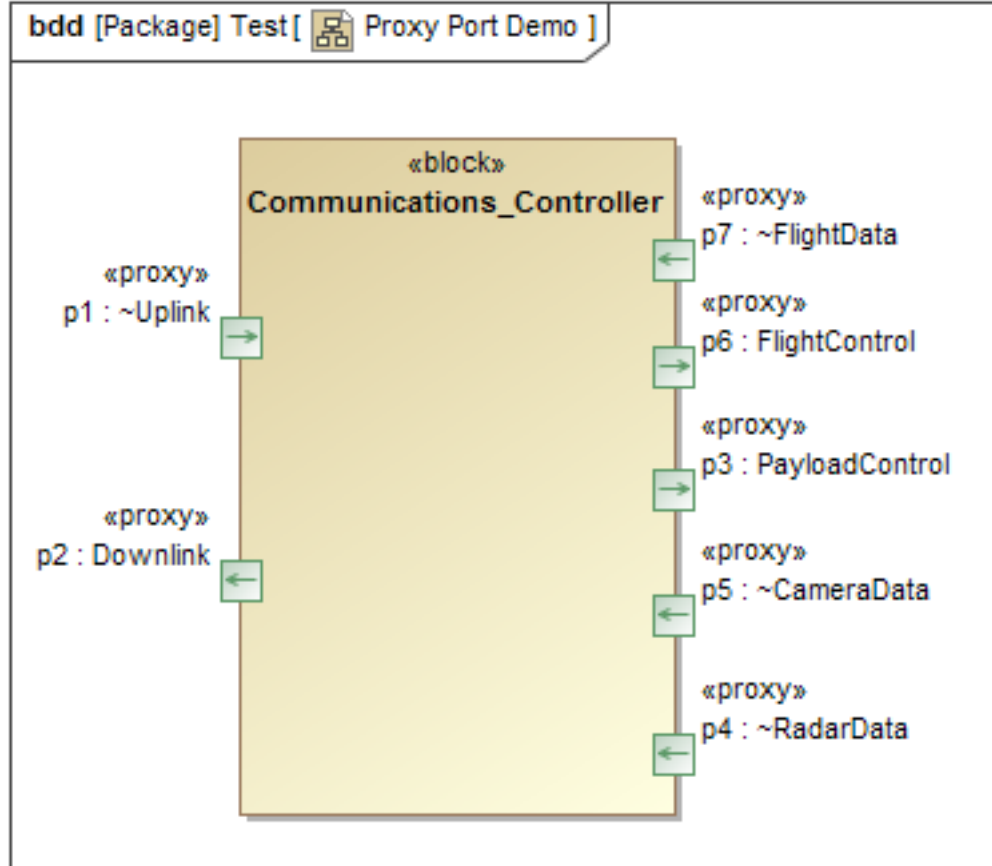 bdd [Package] Test [ Proxy Port Demo ]
«block»
Communications_Controller
«proxy»
p1 : ~Uplink
«proxy»
p2 : Downlink
«proxy»
p7 : ~FlightData
«proxy»
p6 : FlightControl
«proxy»
p3 : PayloadControl
«proxy»
p5 : ~CameraData
«proxy»
p4 : ~RadarData